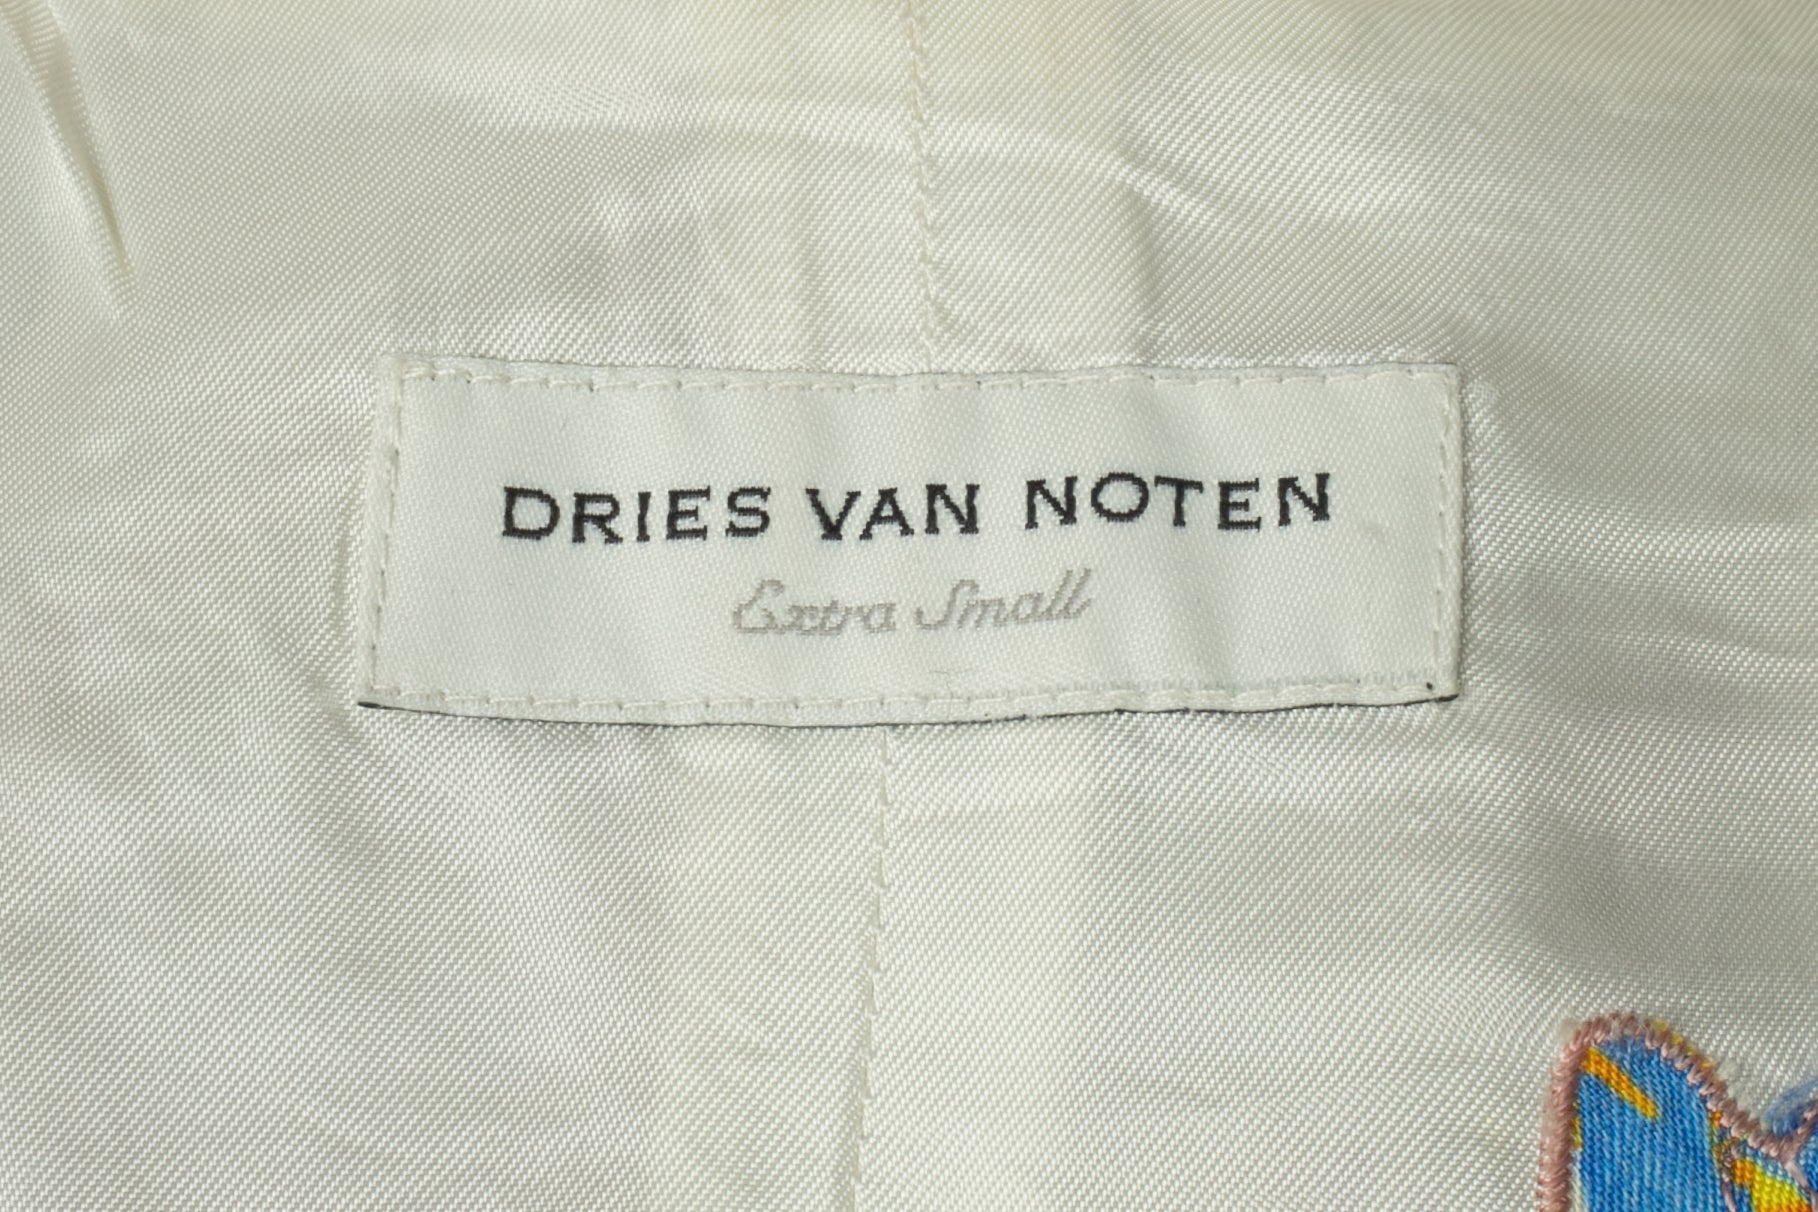 DRIES VAN NOTEN
Extra Small